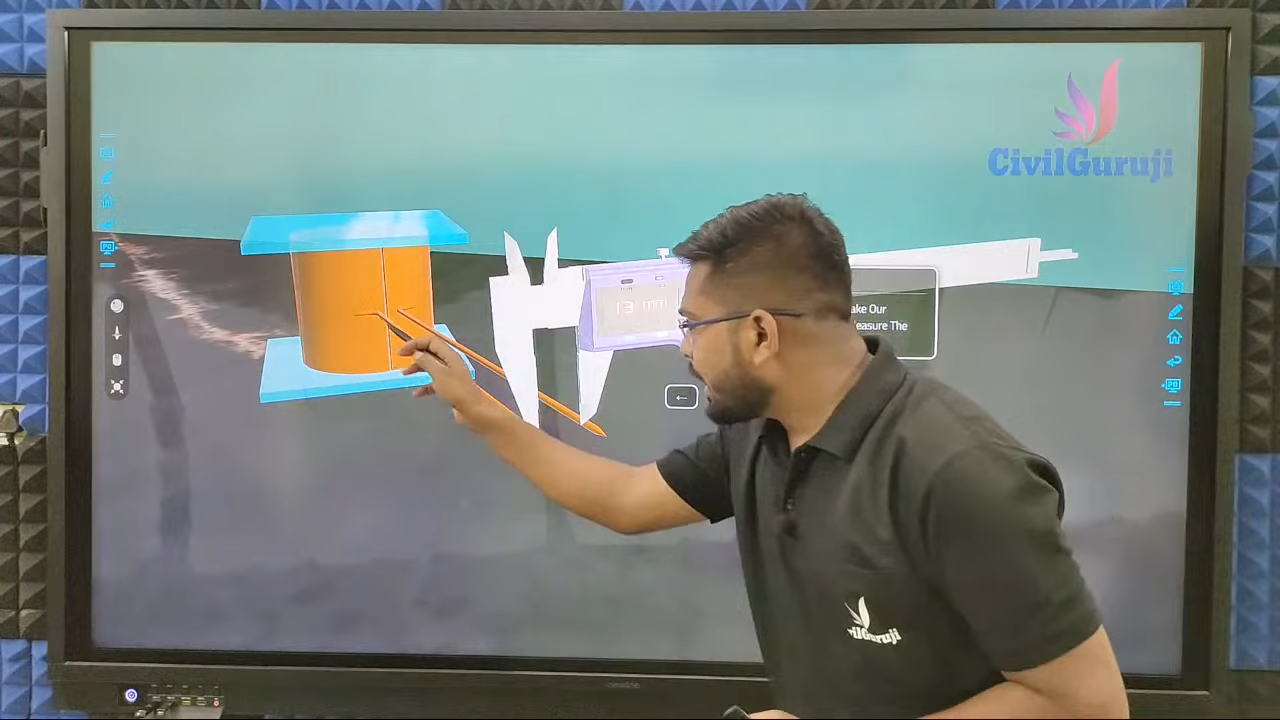 CivilGuruji
13 mm
ake Our
easure The
vilGuruji